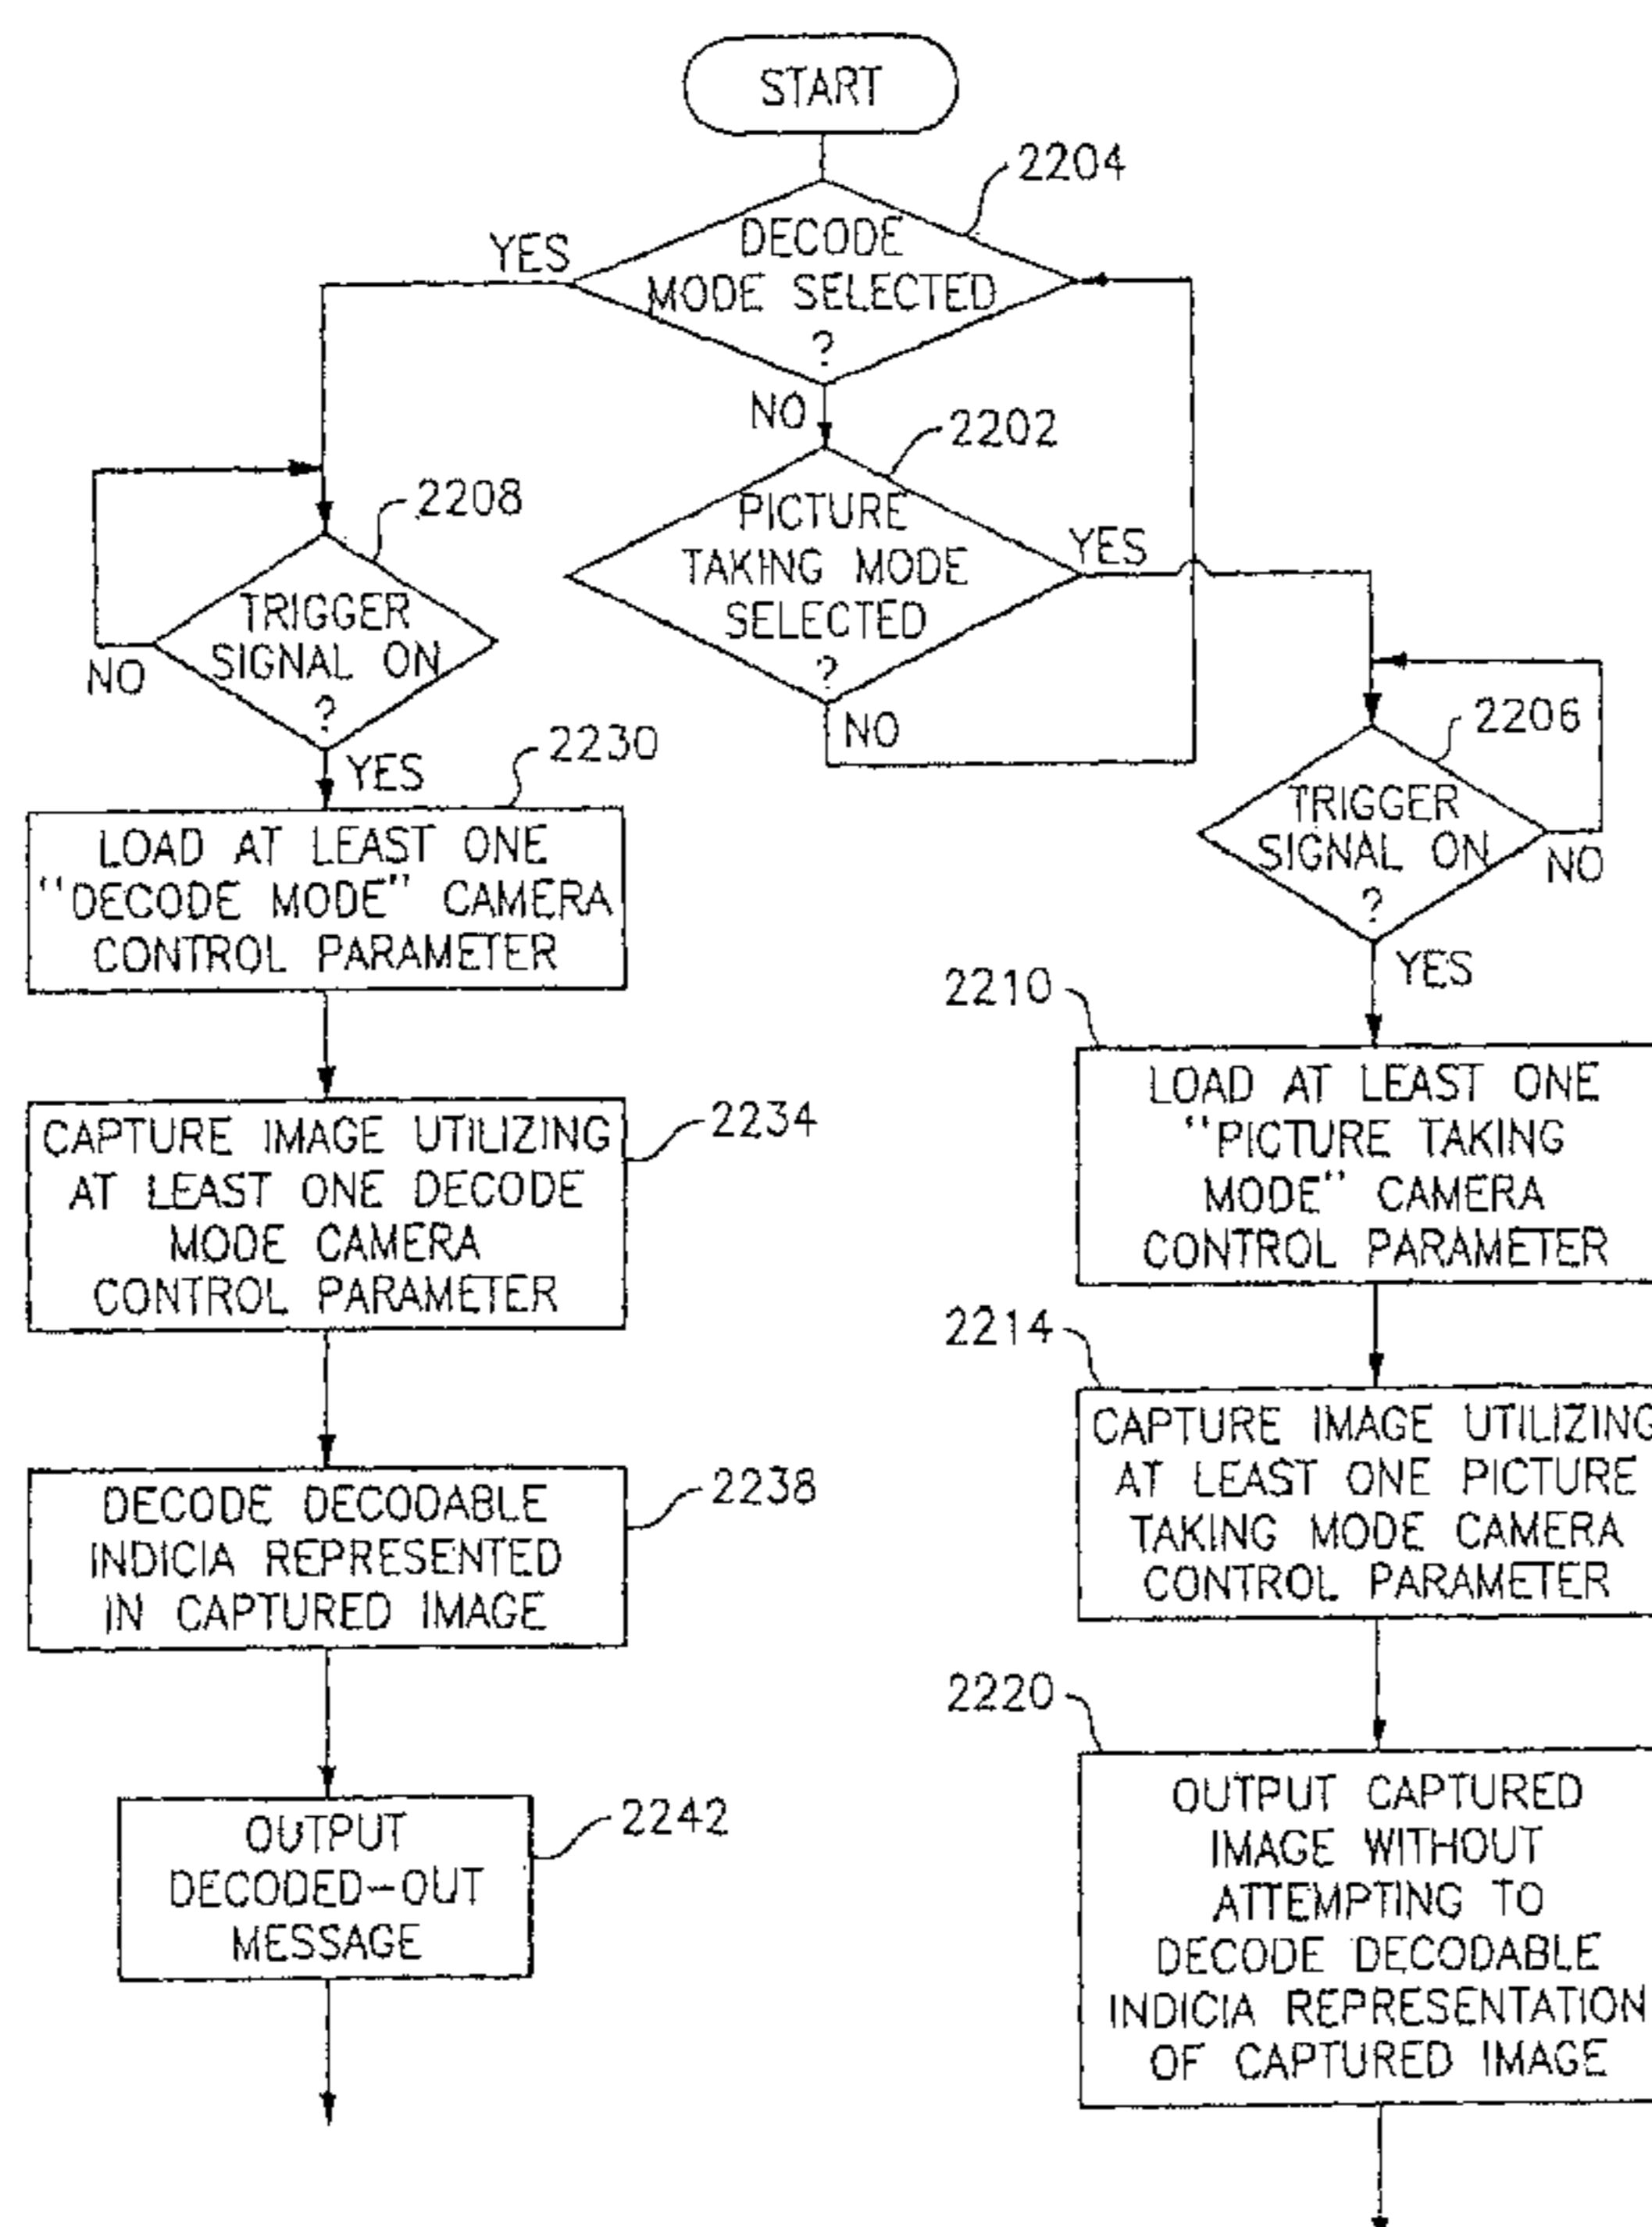 START
2204
YES
DECODE
MODE SELECTED
?
NO
2202
PICTURE
TAKING MODE
SELECTED
?
YES
NO
2208
TRIGGER
SIGNAL ON
?
NO
YES
2230
LOAD AT LEAST ONE
"DECODE MODE" CAMERA
CONTROL PARAMETER
2234
CAPTURE IMAGE UTILIZING
AT LEAST ONE DECODE
MODE CAMERA
CONTROL PARAMETER
2238
DECODE DECODABLE
INDICIA REPRESENTED
IN CAPTURED IMAGE
2242
OUTPUT
DECODED-OUT
MESSAGE
2206
TRIGGER
SIGNAL ON
?
NO
YES
2210
LOAD AT LEAST ONE
"PICTURE TAKING
MODE" CAMERA
CONTROL PARAMETER
2214
CAPTURE IMAGE UTILIZING
AT LEAST ONE PICTURE
TAKING MODE CAMERA
CONTROL PARAMETER
2220
OUTPUT CAPTURED
IMAGE WITHOUT
ATTEMPTING TO
DECODE DECODABLE
INDICIA REPRESENTATION
OF CAPTURED IMAGE